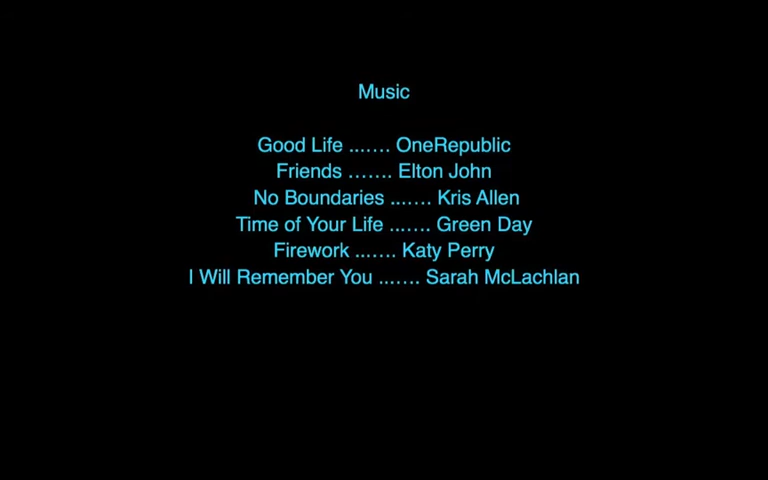 Music
Good Life ....... OneRepublic
Friends ....... Elton John
No Boundaries ....... Kris Allen
Time of Your Life ....... Green Day
Firework ....... Katy Perry
I Will Remember You ....... Sarah McLachlan